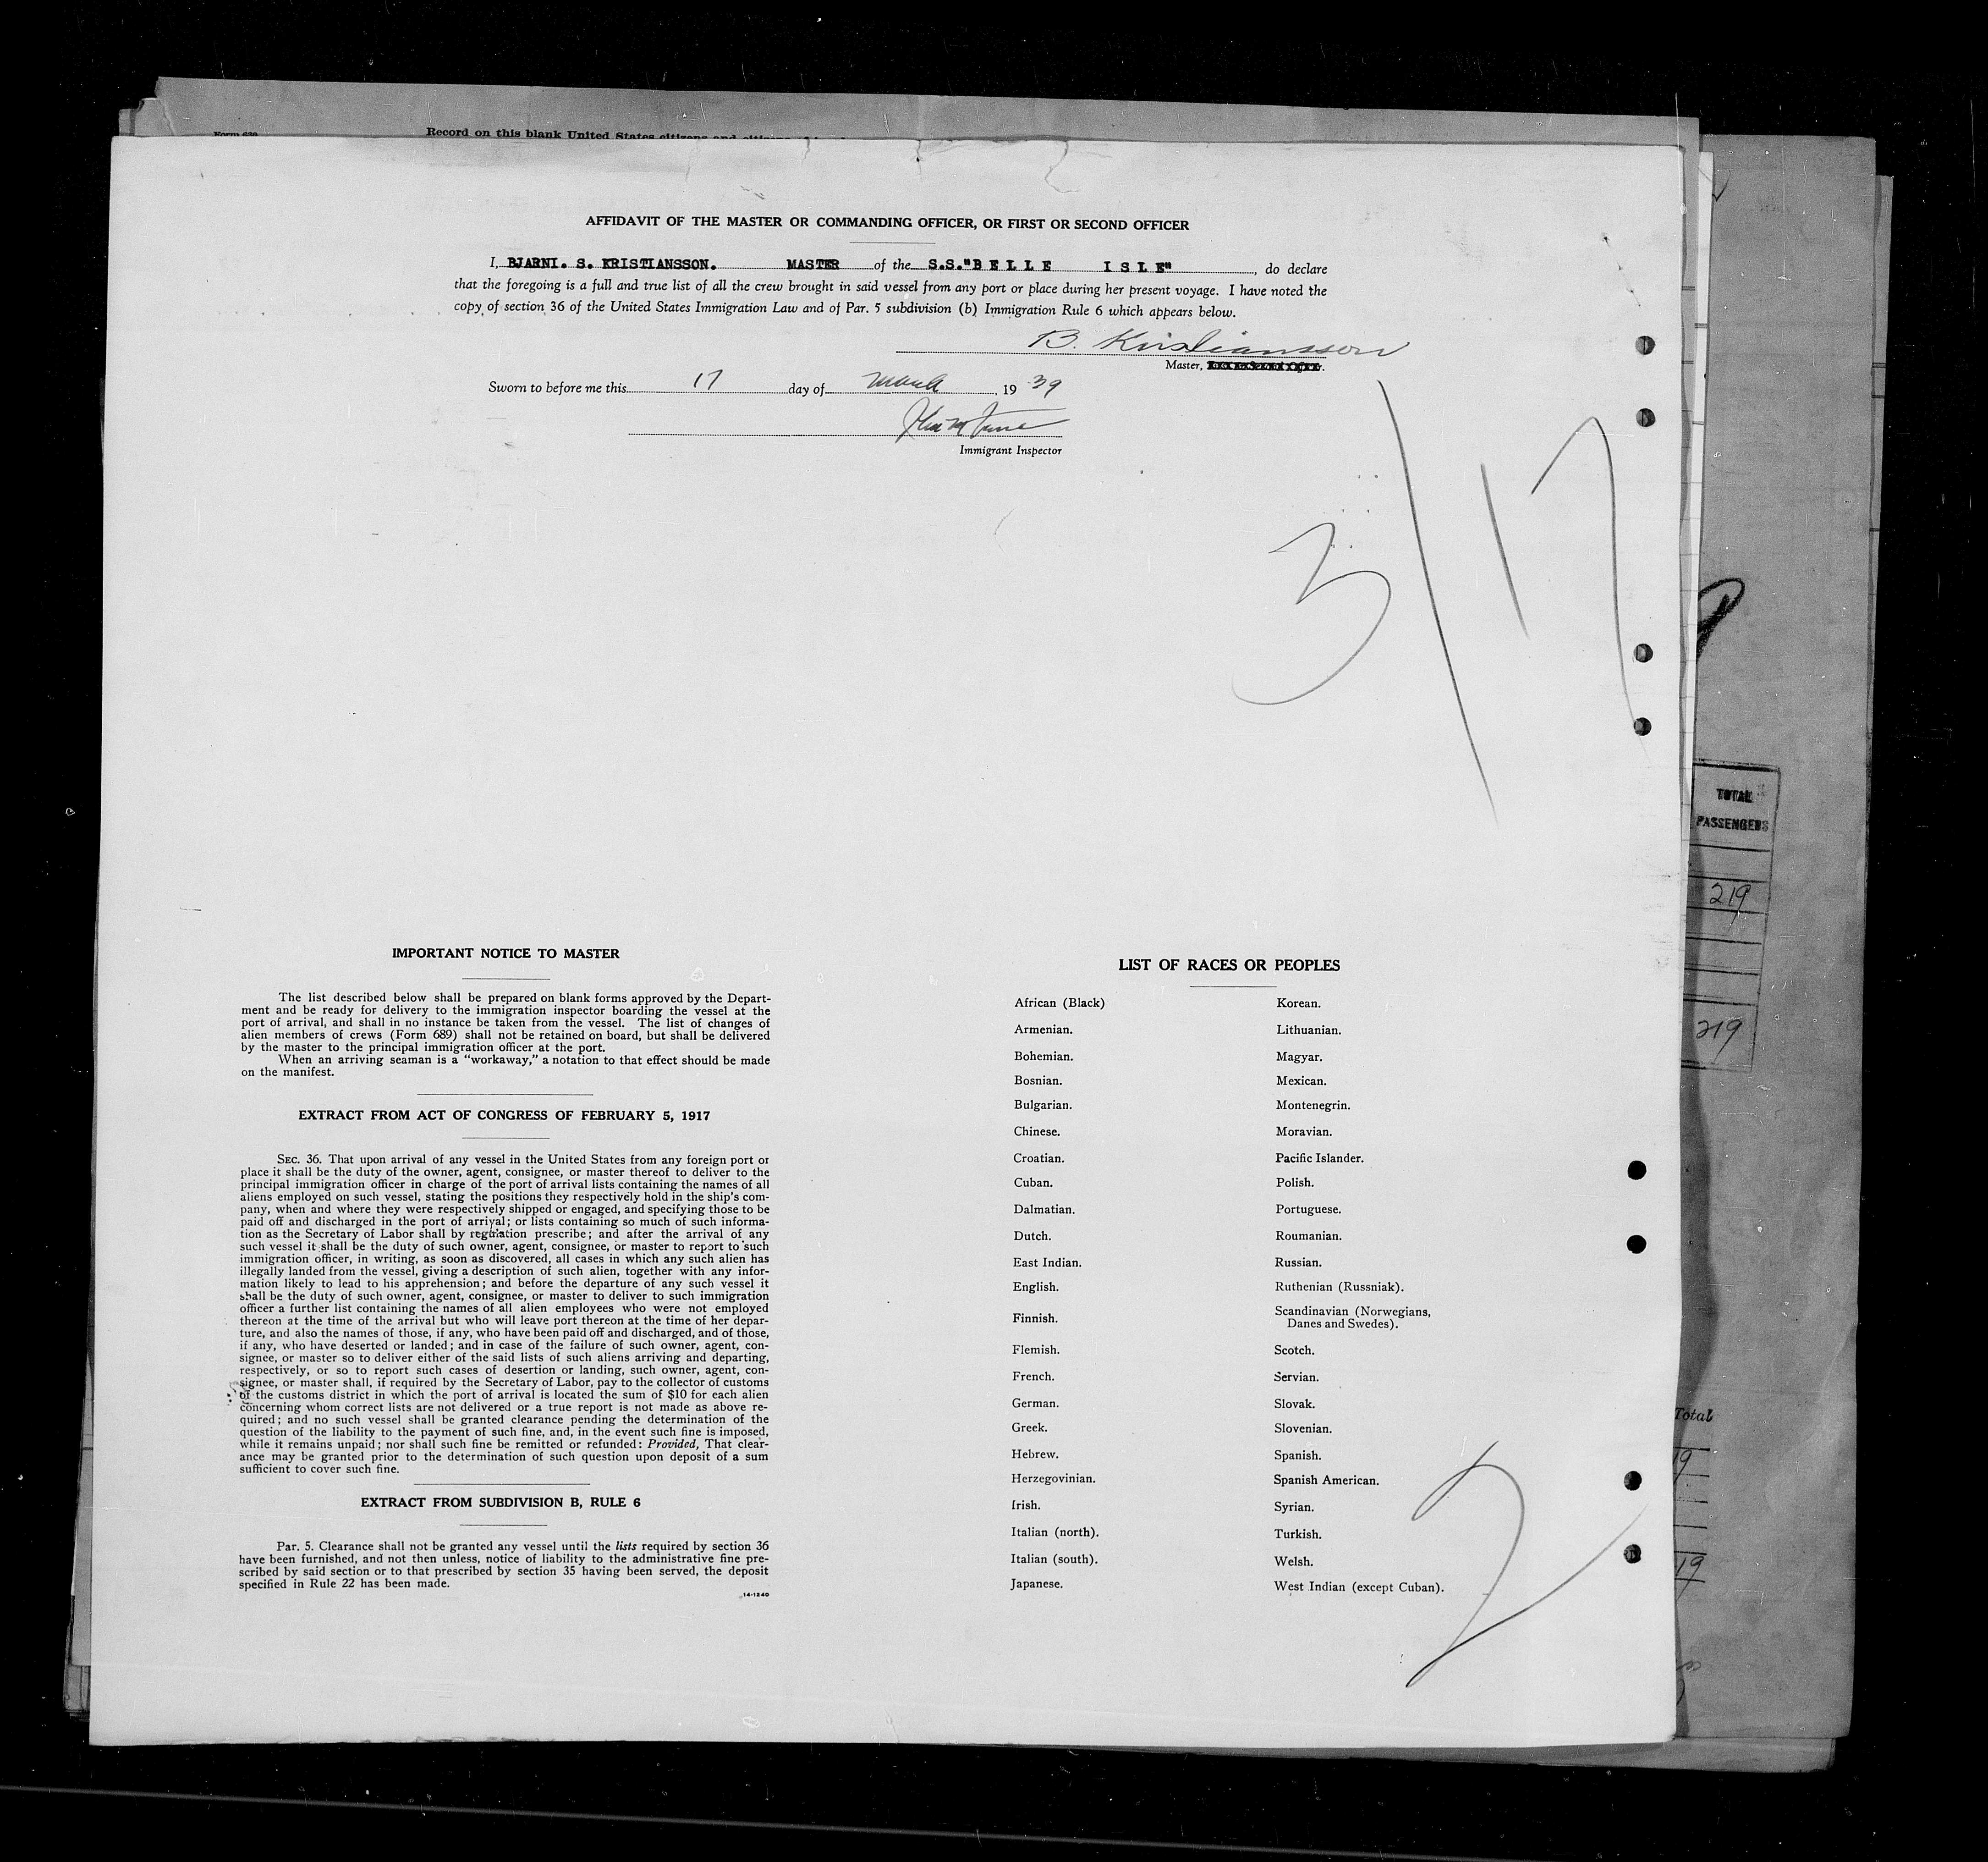 Form 689
Record on this blank United States citizens and citizens
AFFIDAVIT OF THE MASTER OR COMMANDING OFFICER, OR FIRST OR SECOND OFFICER
I, BJARNI. S. KRISTIANSSON. MASTER of the S.S."BELLE ISLE", do declare
that the foregoing is a full and true list of all the crew brought in said vessel from any port or place during her present voyage. I have noted the
copy of section 36 of the United States Immigration Law and of Par. 5 subdivision (b) Immigration Rule 6 which appears below.
B. Kristiansson
Master,
Sworn to before me this 17 day of March, 19 39
Immigrant Inspector
3/17
IMPORTANT NOTICE TO MASTER
The list described below shall be prepared on blank forms approved by the Depart-
ment and be ready for delivery to the immigration inspector boarding the vessel at the
port of arrival, and shall in no instance be taken from the vessel. The list of changes of
alien members of crews (Form 689) shall not be retained on board, but shall be delivered
by the master to the principal immigration officer at the port.
When an arriving seaman is a "workaway," a notation to that effect should be made
on the manifest.
EXTRACT FROM ACT OF CONGRESS OF FEBRUARY 5, 1917
SEC. 36. That upon arrival of any vessel in the United States from any foreign port or
place it shall be the duty of the owner, agent, consignee, or master thereof to deliver to the
principal immigration officer in charge of the port of arrival lists containing the names of all
aliens employed on such vessel, stating the positions they respectively hold in the ship's com-
pany, when and where they were respectively shipped or engaged, and specifying those to be
paid off and discharged in the port of arrival; or lists containing so much of such informa-
tion as the Secretary of Labor shall by regulation prescribe; and after the arrival of any
such vessel it shall be the duty of such owner, agent, consignee, or master to report to such
immigration officer, in writing, as soon as discovered, all cases in which any such alien has
illegally landed from the vessel, giving a description of such alien, together with any infor-
mation likely to lead to his apprehension; and before the departure of any such vessel it
shall be the duty of such owner, agent, consignee, or master to deliver to such immigration
officer a further list containing the names of all alien employees who were not employed
thereon at the time of the arrival but who will leave port thereon at the time of her depar-
ture, and also the names of those, if any, who have been paid off and discharged, and of those,
if any, who have deserted or landed; and in case of the failure of such owner, agent, con-
signee, or master so to deliver either of the said lists of such aliens arriving and departing,
respectively, or so to report such cases of desertion or landing, such owner, agent, con-
signee, or master shall, if required by the Secretary of Labor, pay to the collector of customs
of the customs district in which the port of arrival is located the sum of $10 for each alien
concerning whom correct lists are not delivered or a true report is not made as above re-
quired; and no such vessel shall be granted clearance pending the determination of the
question of the liability to the payment of such fine, and, in the event such fine is imposed,
while it remains unpaid; nor shall such fine be remitted or refunded: Provided, That clear-
ance may be granted prior to the determination of such question upon deposit of a sum
sufficient to cover such fine.
EXTRACT FROM SUBDIVISION B, RULE 6
Par. 5. Clearance shall not be granted any vessel until the lists required by section 36
have been furnished, and not then unless, notice of liability to the administrative fine pre-
scribed by said section or to that prescribed by section 35 having been served, the deposit
specified in Rule 22 has been made.
14-1240
LIST OF RACES OR PEOPLES
African (Black)
Armenian.
Bohemian.
Bosnian.
Bulgarian.
Chinese.
Croatian.
Cuban.
Dalmatian.
Dutch.
East Indian.
English.
Finnish.
Flemish.
French.
German.
Greek.
Hebrew.
Herzegovinian.
Irish.
Italian (north).
Italian (south).
Japanese.
Korean.
Lithuanian.
Magyar.
Mexican.
Montenegrin.
Moravian.
Pacific Islander.
Polish.
Portuguese.
Roumanian.
Russian.
Ruthenian (Russniak).
Scandinavian (Norwegians,
Danes and Swedes).
Scotch.
Servian.
Slovak.
Slovenian.
Spanish.
Spanish American.
Syrian.
Turkish.
Welsh.
West Indian (except Cuban).
2
TOTAL
PASSENGERS
219
219
Total
19
19